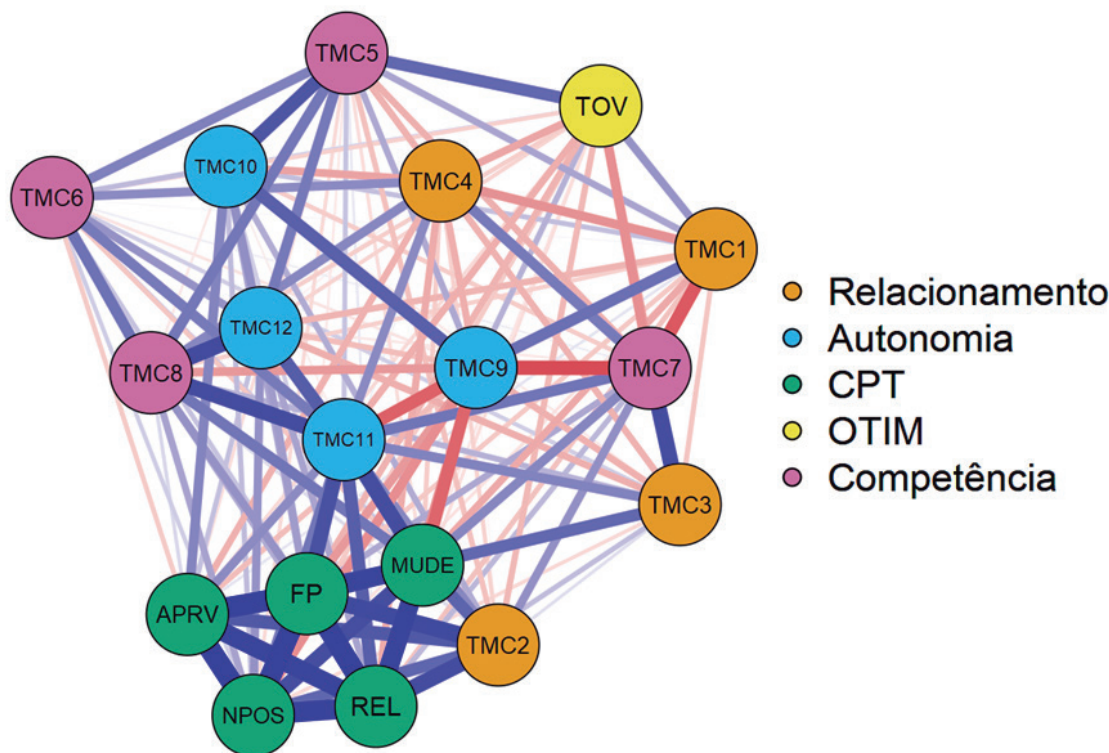 TMC5
TOV
TMC10
TMC4
TMC6
TMC1
TMC12
TMC9
TMC7
TMC8
TMC11
TMC3
MUDE
FP
APRV
TMC2
REL
NPOS
Relacionamento
Autonomia
CPT
OTIM
Competência